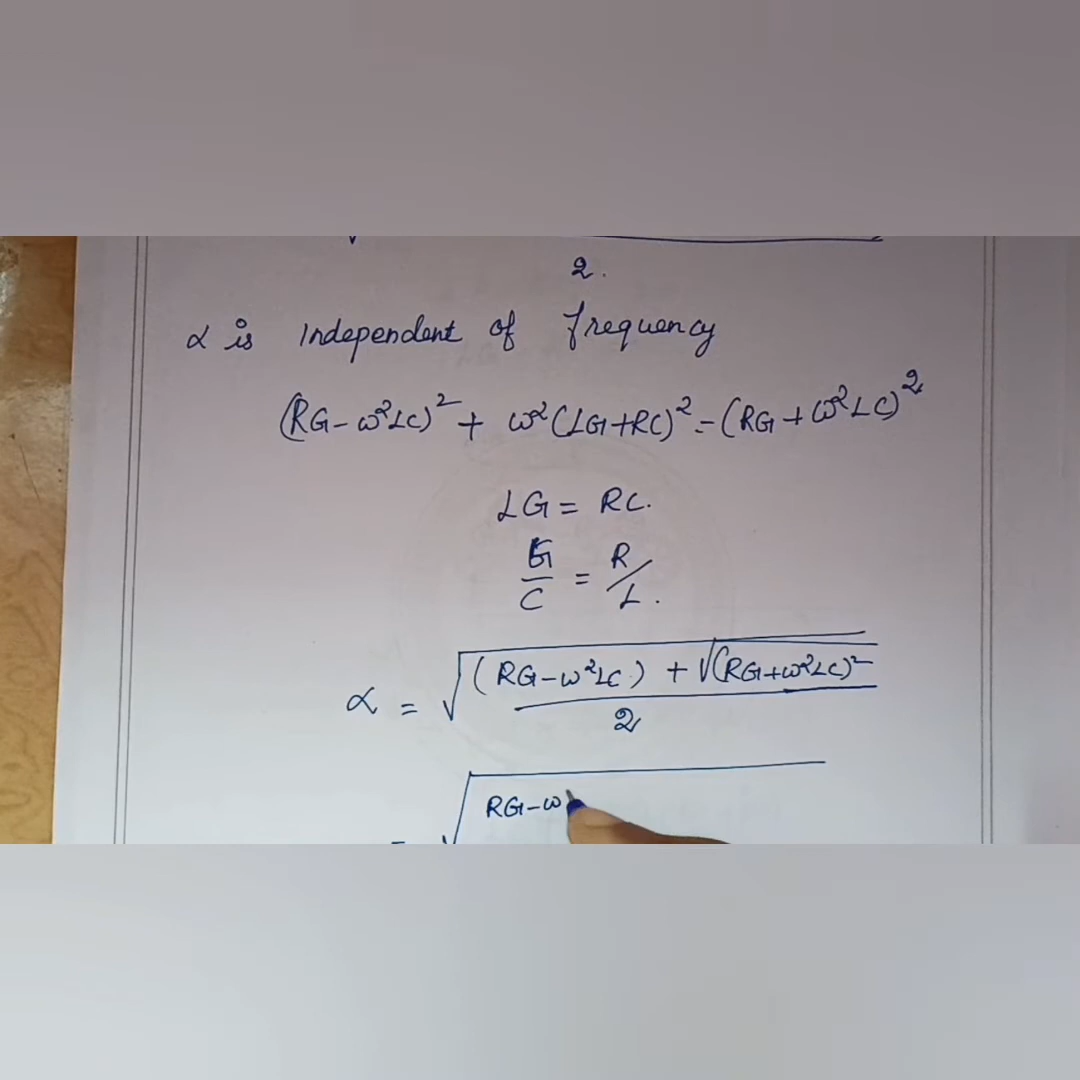 2.
α is Independent of frequency
(RG-ω²LC)² + ω²(LG+RC)² = (RG+ω²LC)²
LG = RC.
G/C = R/L.
α = √((RG-ω²LC) + √(RG+ω²LC)²)/2
= √RG-ω